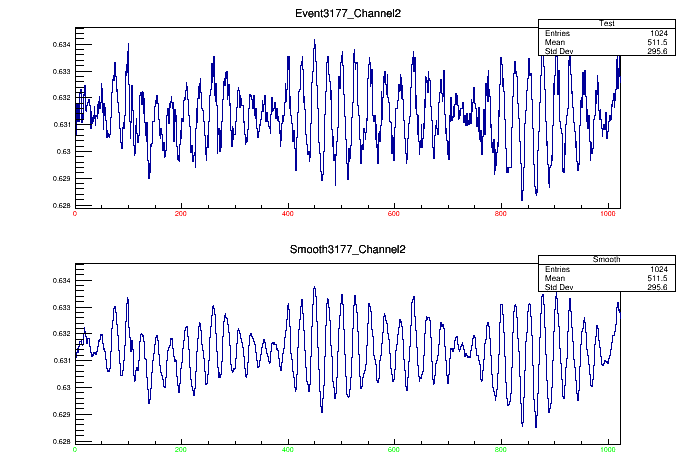 Event3177_Channel2
Test
Entries 1024
Mean 511.5
Std Dev 295.6
0.634
0.633
0.632
0.631
0.63
0.629
0.628
0 200 400 600 800 1000
Smooth3177_Channel2
Smooth
Entries 1024
Mean 511.5
Std Dev 295.6
0.634
0.633
0.632
0.631
0.63
0.629
0.628
0 200 400 600 800 1000